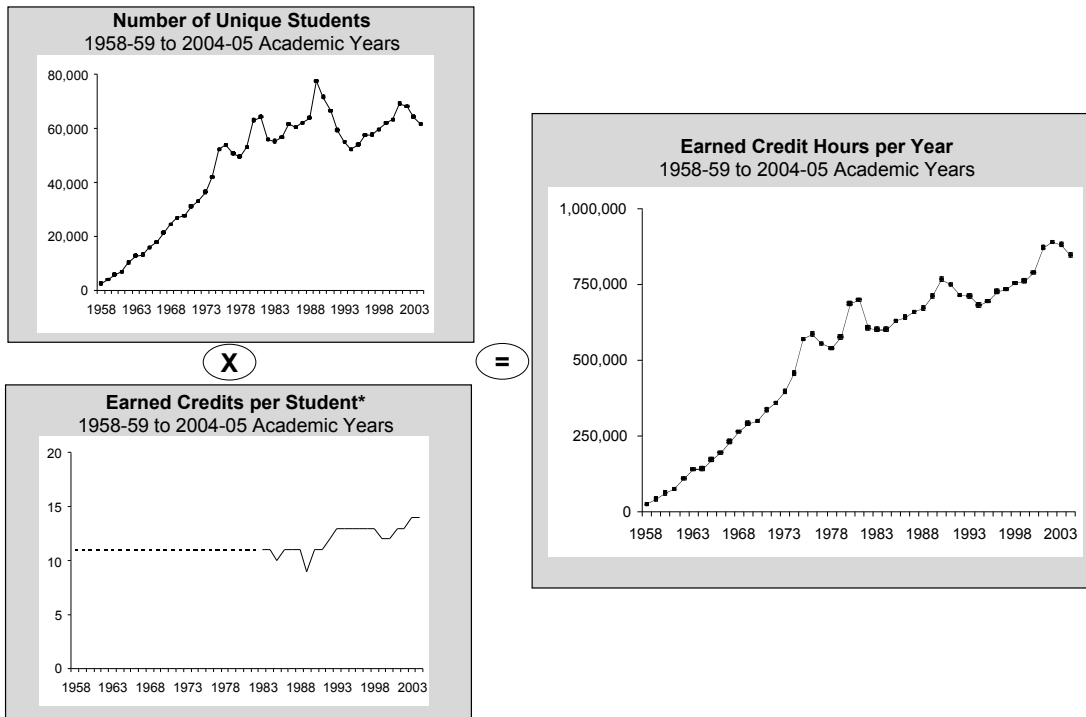 Number of Unique Students
1958-59 to 2004-05 Academic Years
80,000
60,000
40,000
20,000
0
1958 1963 1968 1973 1978 1983 1988 1993 1998 2003
X
=
Earned Credits per Student*
1958-59 to 2004-05 Academic Years
20
15
10
5
0
1958 1963 1968 1973 1978 1983 1988 1993 1998 2003
Earned Credit Hours per Year
1958-59 to 2004-05 Academic Years
1,000,000
750,000
500,000
250,000
0
1958 1963 1968 1973 1978 1983 1988 1993 1998 2003